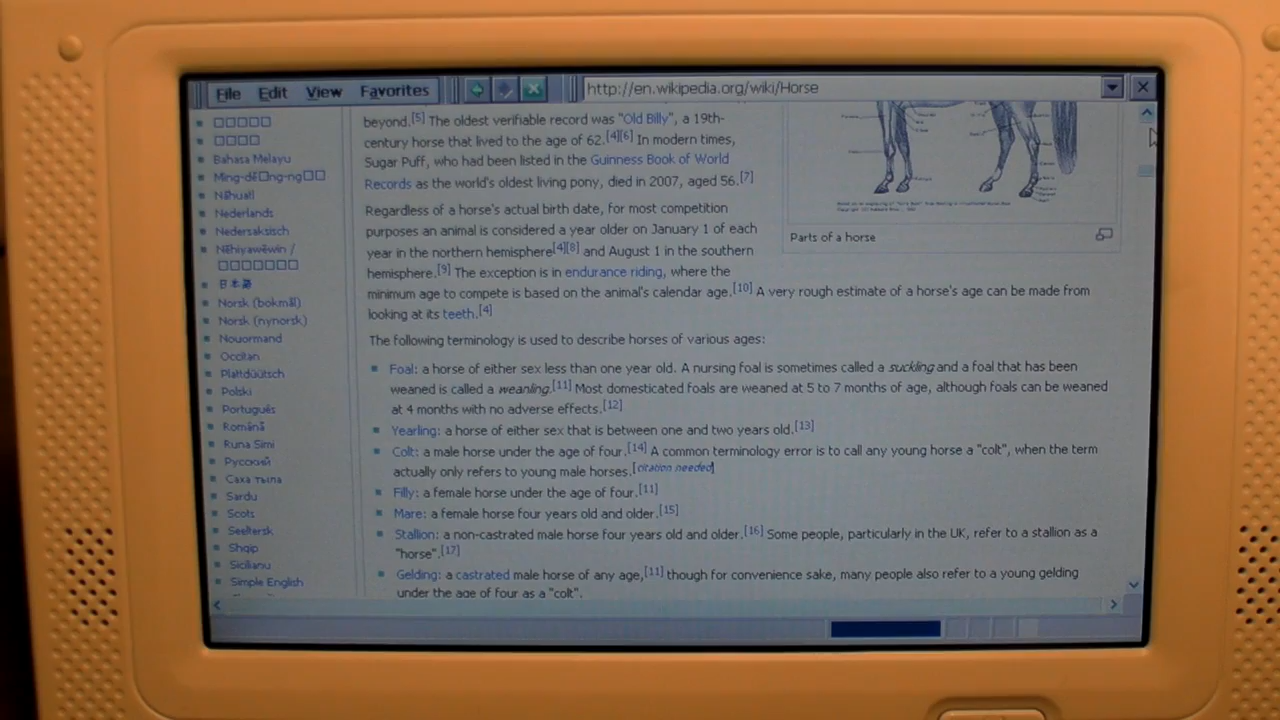 File Edit View Favorites
http://en.wikipedia.org/wiki/Horse
□□□□□
□□□□
Bahasa Melayu
Nāhuatl
Nederlands
Nedersaksisch
Nēhiyawēwin /
□□□□□□□
日本語
Norsk (bokmål)
Norsk (nynorsk)
Nouormand
Occitan
Plattdüütsch
Polski
Português
Română
Runa Simi
Русский
Саха тыла
Sardu
Scots
Seeltersk
Shqip
Sicilianu
Simple English
beyond.[5] The oldest verifiable record was "Old Billy", a 19th-
century horse that lived to the age of 62.[4][6] In modern times,
Sugar Puff, who had been listed in the Guinness Book of World
Records as the world's oldest living pony, died in 2007, aged 56.[7]
Regardless of a horse's actual birth date, for most competition
purposes an animal is considered a year older on January 1 of each
year in the northern hemisphere[4][8] and August 1 in the southern
hemisphere.[9] The exception is in endurance riding, where the
minimum age to compete is based on the animal's calendar age.[10] A very rough estimate of a horse's age can be made from
looking at its teeth.[4]
Parts of a horse
The following terminology is used to describe horses of various ages:
Foal: a horse of either sex less than one year old. A nursing foal is sometimes called a suckling and a foal that has been
weaned is called a weanling.[11] Most domesticated foals are weaned at 5 to 7 months of age, although foals can be weaned
at 4 months with no adverse effects.[12]
Yearling: a horse of either sex that is between one and two years old.[13]
Colt: a male horse under the age of four.[14] A common terminology error is to call any young horse a "colt", when the term
actually only refers to young male horses.[citation needed]
Filly: a female horse under the age of four.[11]
Mare: a female horse four years old and older.[15]
Stallion: a non-castrated male horse four years old and older.[16] Some people, particularly in the UK, refer to a stallion as a
"horse".[17]
Gelding: a castrated male horse of any age,[11] though for convenience sake, many people also refer to a young gelding
under the age of four as a "colt".